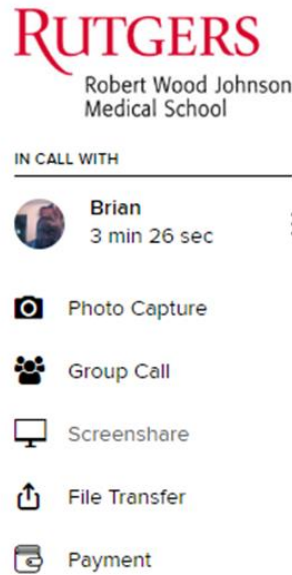 RUTGERS
Robert Wood Johnson
Medical School
IN CALL WITH
Brian
3 min 26 sec
Photo Capture
Group Call
Screenshare
File Transfer
Payment